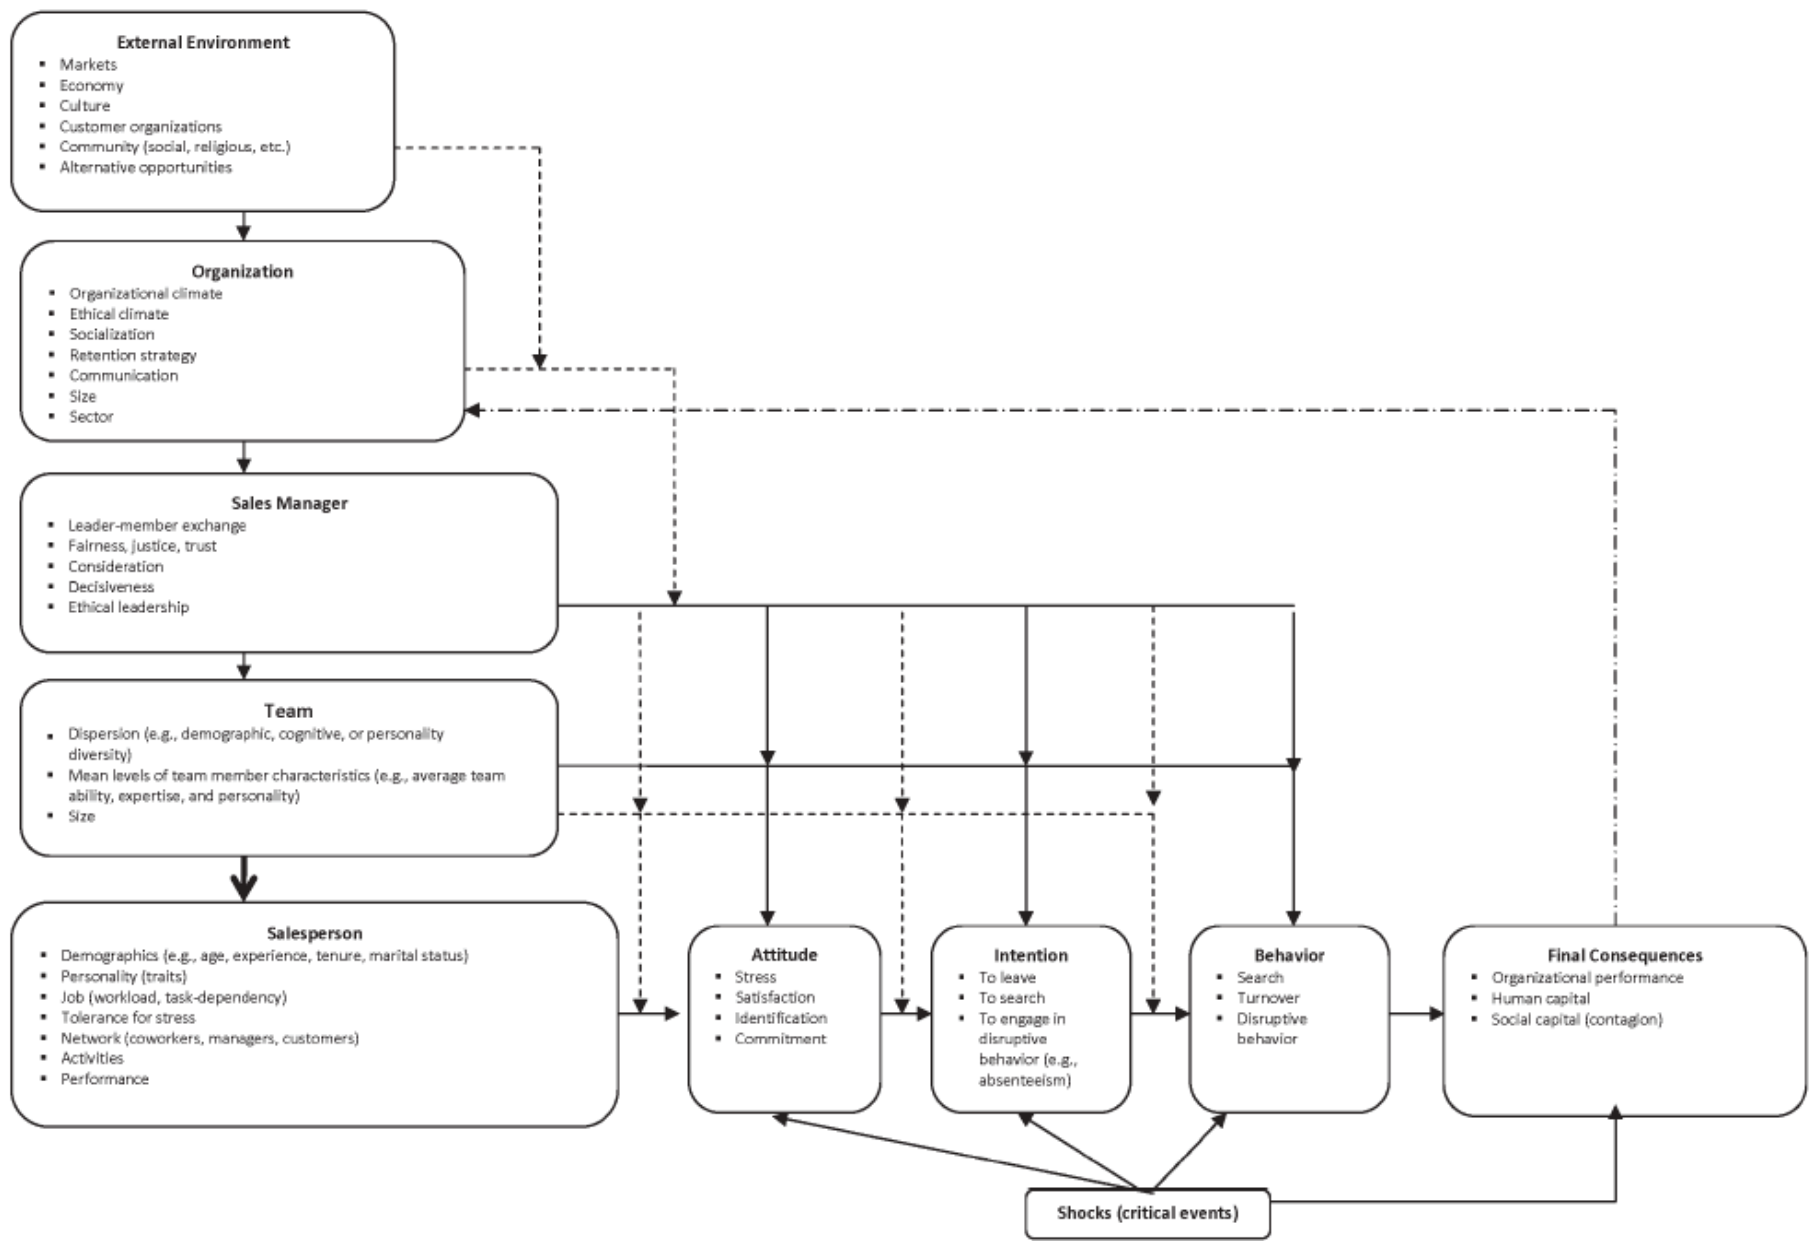 External Environment
▪ Markets
▪ Economy
▪ Culture
▪ Customer organizations
▪ Community (social, religious, etc.)
▪ Alternative opportunities
Organization
▪ Organizational climate
▪ Ethical climate
▪ Socialization
▪ Retention strategy
▪ Communication
▪ Size
▪ Sector
Sales Manager
▪ Leader-member exchange
▪ Fairness, justice, trust
▪ Consideration
▪ Decisiveness
▪ Ethical leadership
Team
▪ Dispersion (e.g., demographic, cognitive, or personality
diversity)
▪ Mean levels of team member characteristics (e.g., average team
ability, expertise, and personality)
▪ Size
Salesperson
▪ Demographics (e.g., age, experience, tenure, marital status)
▪ Personality (traits)
▪ Job (workload, task-dependency)
▪ Tolerance for stress
▪ Network (coworkers, managers, customers)
▪ Activities
▪ Performance
Attitude
▪ Stress
▪ Satisfaction
▪ Identification
▪ Commitment
Intention
▪ To leave
▪ To search
▪ To engage in
disruptive
behavior (e.g.,
absenteeism)
Behavior
▪ Search
▪ Turnover
▪ Disruptive
behavior
Final Consequences
▪ Organizational performance
▪ Human capital
▪ Social capital (contagion)
Shocks (critical events)